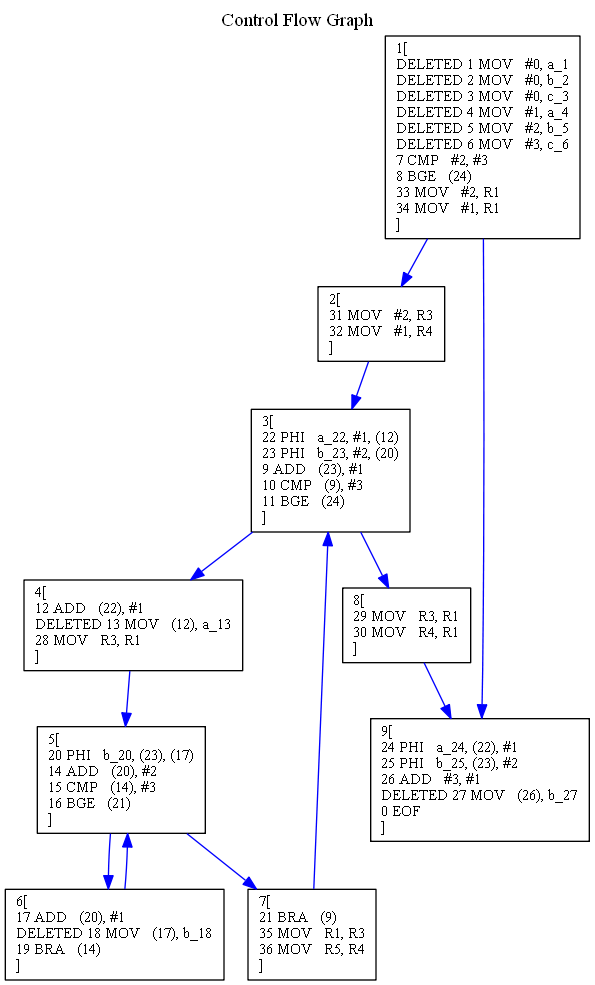 Control Flow Graph
1[
DELETED 1 MOV #0, a_1
DELETED 2 MOV #0, b_2
DELETED 3 MOV #0, c_3
DELETED 4 MOV #1, a_4
DELETED 5 MOV #2, b_5
DELETED 6 MOV #3, c_6
7 CMP #2, #3
8 BGE (24)
33 MOV #2, R1
34 MOV #1, R1
]
2[
31 MOV #2, R3
32 MOV #1, R4
]
3[
22 PHI a_22, #1, (12)
23 PHI b_23, #2, (20)
9 ADD (23), #1
10 CMP (9), #3
11 BGE (24)
]
4[
12 ADD (22), #1
DELETED 13 MOV (12), a_13
28 MOV R3, R1
]
8[
29 MOV R3, R1
30 MOV R4, R1
]
5[
20 PHI b_20, (23), (17)
14 ADD (20), #2
15 CMP (14), #3
16 BGE (21)
]
9[
24 PHI a_24, (22), #1
25 PHI b_25, (23), #2
26 ADD #3, #1
DELETED 27 MOV (26), b_27
0 EOF
]
6[
17 ADD (20), #1
DELETED 18 MOV (17), b_18
19 BRA (14)
]
7[
21 BRA (9)
35 MOV R1, R3
36 MOV R5, R4
]